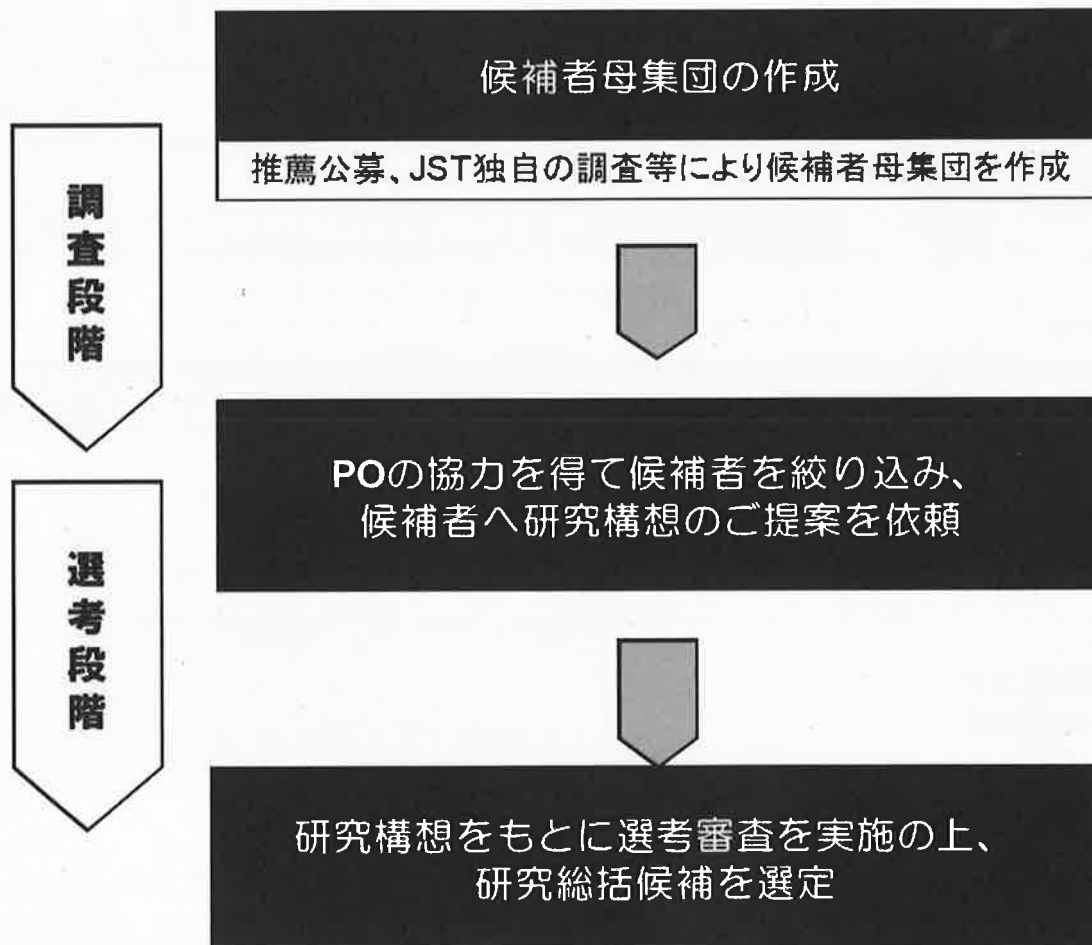 候補者母集団の作成
推薦公募、JST独自の調査等により候補者母集団を作成
調査段階
POの協力を得て候補者を絞り込み、
候補者へ研究構想のご提案を依頼
選考段階
研究構想をもとに選考審査を実施の上、
研究総括候補を選定